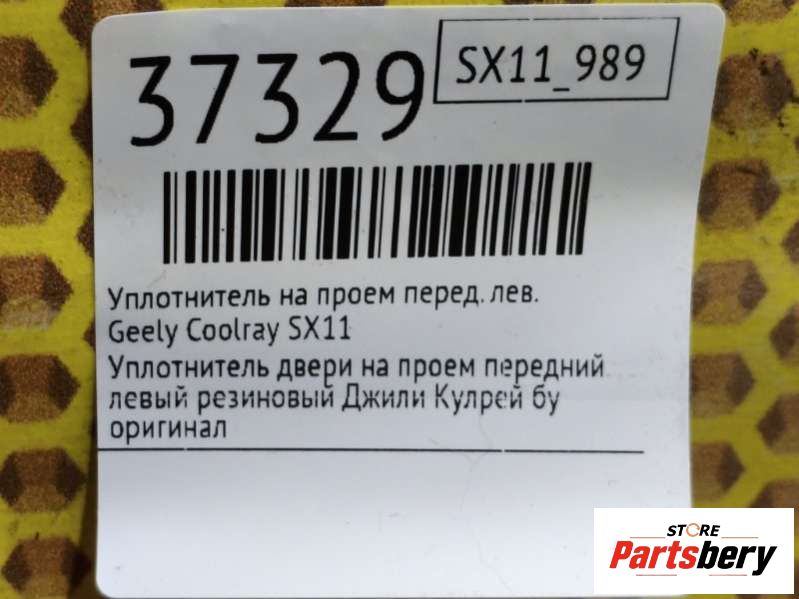 37329
SX11_989
Уплотнитель на проем перед. лев.
Geely Coolray SX11
Уплотнитель двери на проем передний
левый резиновый Джили Кулрей бу
оригинал
STORE
Partsbery